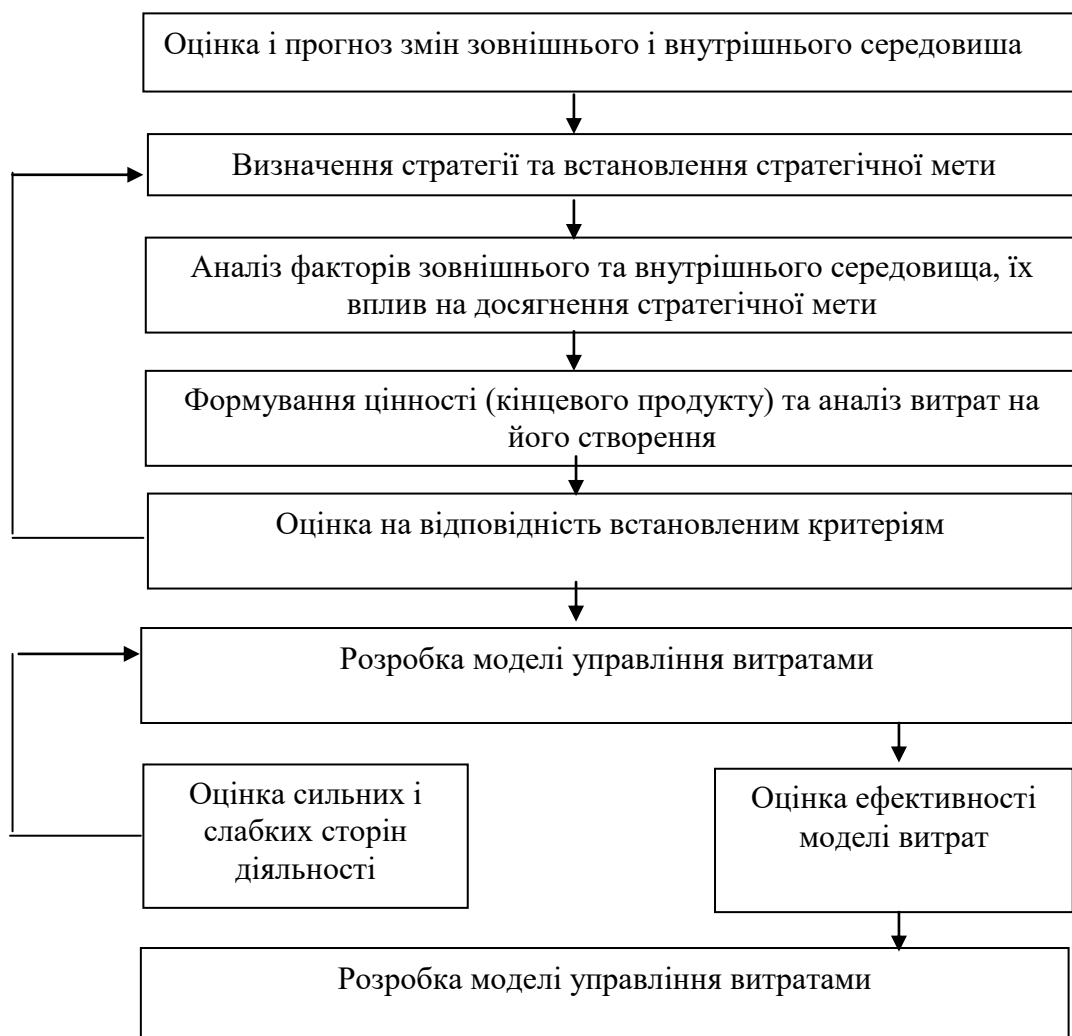 Оцінка і прогноз змін зовнішнього і внутрішнього середовиша
Визначення стратегії та встановлення стратегічної мети
Аналіз факторів зовнішнього та внутрішнього середовища, їх
вплив на досягнення стратегічної мети
Формування цінності (кінцевого продукту) та аналіз витрат на
його створення
Оцінка на відповідність встановленим критеріям
Розробка моделі управління витратами
Оцінка сильних і
слабких сторін
діяльності
Оцінка ефективності
моделі витрат
Розробка моделі управління витратами